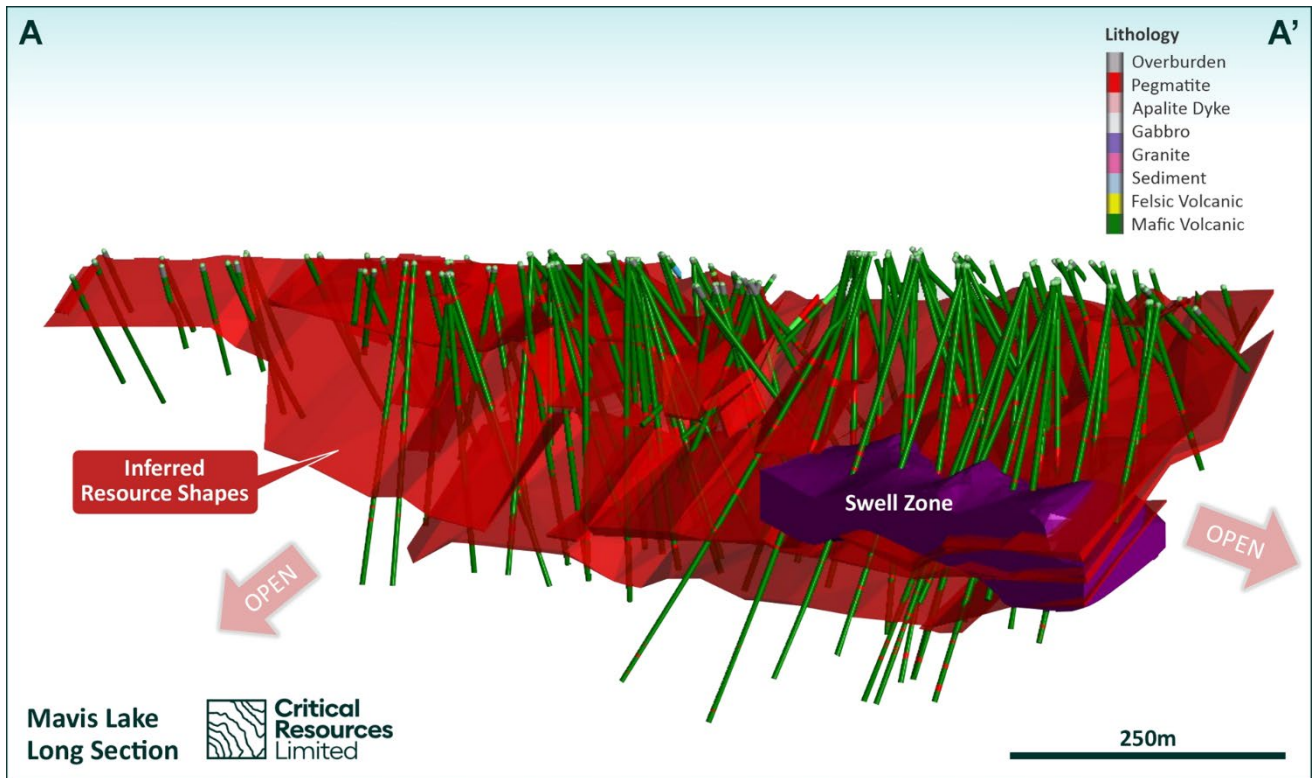 A
A'
Lithology
Overburden
Pegmatite
Apalite Dyke
Gabbro
Granite
Sediment
Felsic Volcanic
Mafic Volcanic
Inferred
Resource Shapes
Swell Zone
OPEN
OPEN
Mavis Lake
Long Section
Critical
Resources
Limited
250m